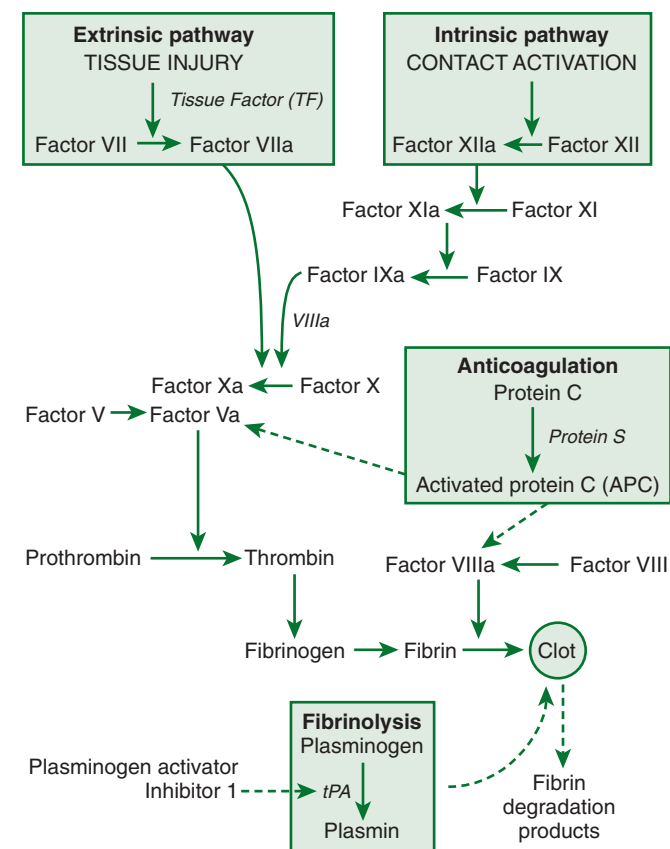 Extrinsic pathway
TISSUE INJURY
Tissue Factor (TF)
Factor VII
Factor VIIa
Intrinsic pathway
CONTACT ACTIVATION
Factor XIIa
Factor XII
Factor XIa
Factor XI
Factor IXa
Factor IX
VIIIa
Factor Xa
Factor X
Factor V
Factor Va
Anticoagulation
Protein C
Protein S
Activated protein C (APC)
Prothrombin
Thrombin
Factor VIIIa
Factor VIII
Fibrinogen
Fibrin
Clot
Fibrinolysis
Plasminogen
Plasminogen activator
Inhibitor 1
tPA
Plasmin
Fibrin
degradation
products